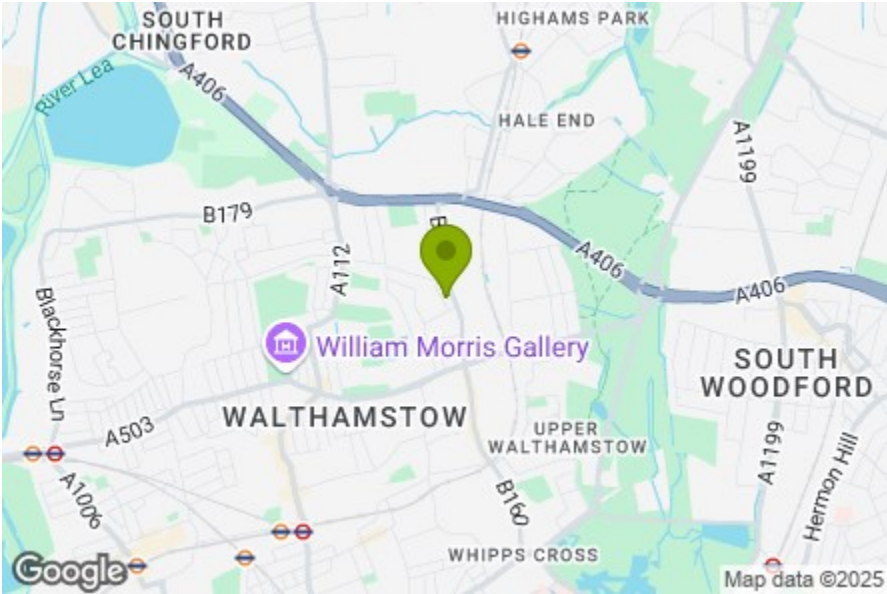 SOUTH
CHINGFORD
HIGHAMS PARK
River Lea
A406
HALE END
A1199
B179
A112
A406
A406
Blackhorse Ln
William Morris Gallery
SOUTH
WOODFORD
WALTHAMSTOW
A503
UPPER
WALTHAMSTOW
A1199
Hermon Hill
A1006
B160
WHIPPS CROSS
Google
Map data ©2025